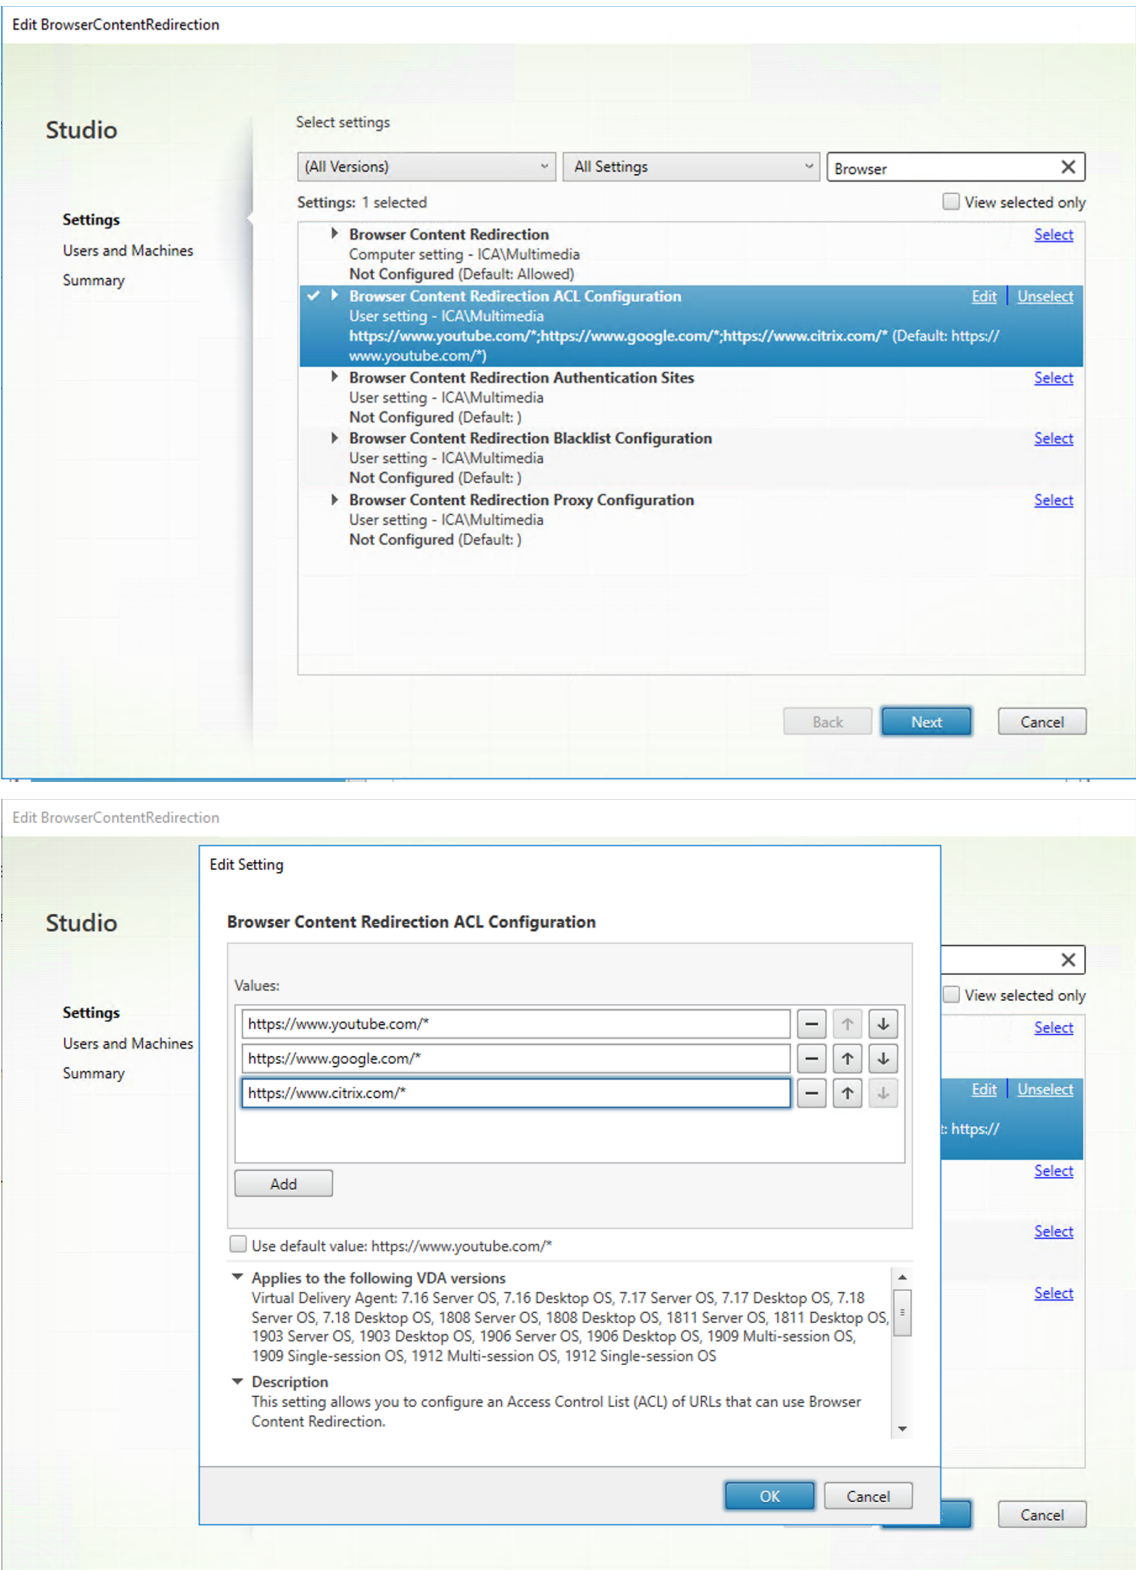 Edit BrowserContentRedirection
Studio
Settings
Users and Machines
Summary
Select settings
(All Versions)
All Settings
Browser
Settings: 1 selected
View selected only
Browser Content Redirection
Select
Computer setting - ICA\Multimedia
Not Configured (Default: Allowed)
Browser Content Redirection ACL Configuration
Edit
Unselect
User setting - ICA\Multimedia
https://www.youtube.com/*;https://www.google.com/*;https://www.citrix.com/* (Default: https://
www.youtube.com/*)
Browser Content Redirection Authentication Sites
Select
User setting - ICA\Multimedia
Not Configured (Default: )
Browser Content Redirection Blacklist Configuration
Select
User setting - ICA\Multimedia
Not Configured (Default: )
Browser Content Redirection Proxy Configuration
Select
User setting - ICA\Multimedia
Not Configured (Default: )
Back
Next
Cancel
Edit BrowserContentRedirection
Studio
Settings
Users and Machines
Summary
Edit Setting
Browser Content Redirection ACL Configuration
Values:
https://www.youtube.com/*
https://www.google.com/*
https://www.citrix.com/*
Add
Use default value: https://www.youtube.com/*
Applies to the following VDA versions
Virtual Delivery Agent: 7.16 Server OS, 7.16 Desktop OS, 7.17 Server OS, 7.17 Desktop OS, 7.18
Server OS, 7.18 Desktop OS, 1808 Server OS, 1808 Desktop OS, 1811 Server OS, 1811 Desktop OS,
1903 Server OS, 1903 Desktop OS, 1906 Server OS, 1906 Desktop OS, 1909 Multi-session OS,
1909 Single-session OS, 1912 Multi-session OS, 1912 Single-session OS
Description
This setting allows you to configure an Access Control List (ACL) of URLs that can use Browser
Content Redirection.
OK
Cancel
View selected only
Select
Edit
Unselect
t: https://
Select
Select
Select
Cancel